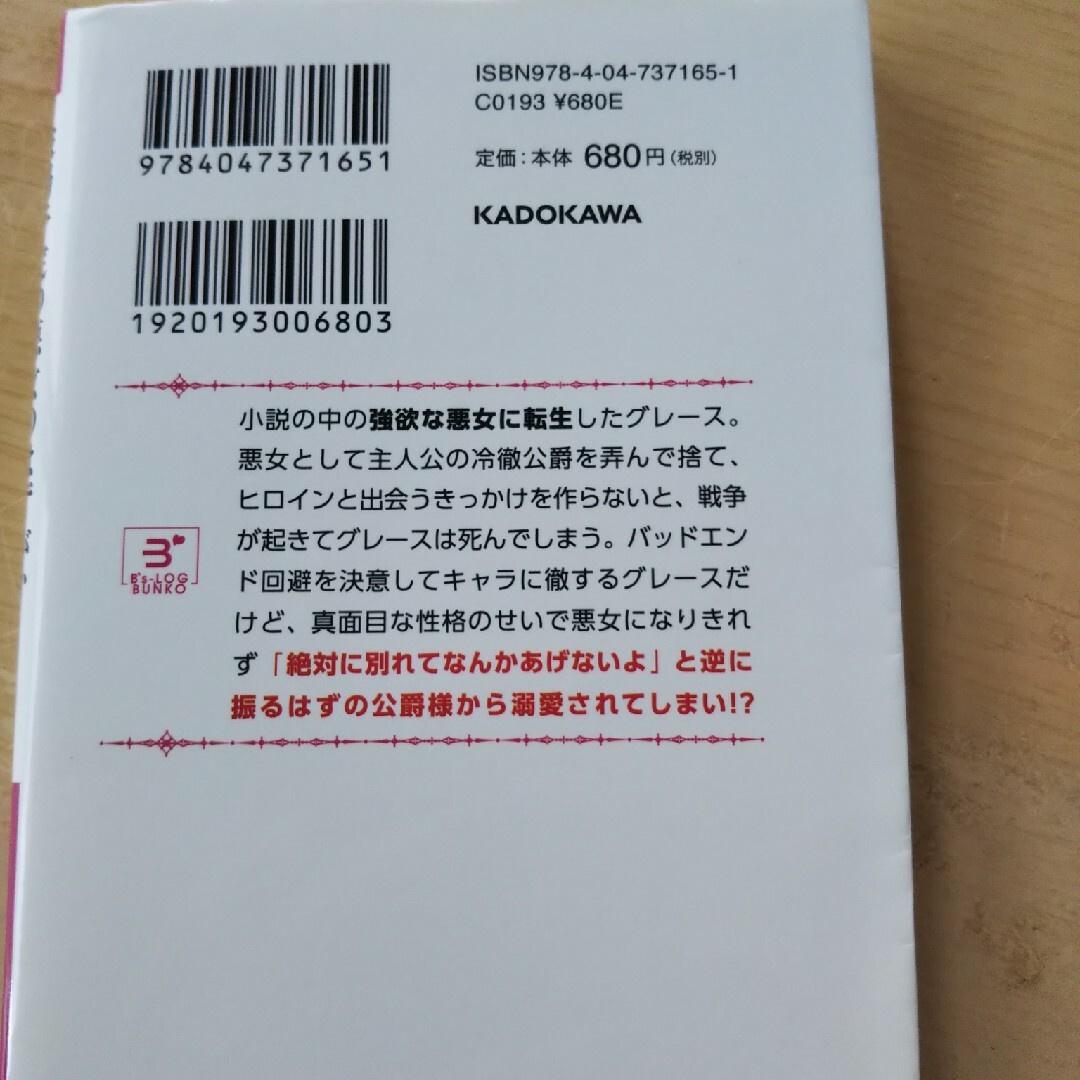 ISBN978-4-04-737165-1
C0193 ¥680E
9784047371651
定価:本体 680円(税別)
KADOKAWA
1920193006803
小説の中の強欲な悪女に転生したグレース。
悪女として主人公の冷徹公爵を弄んで捨て、
ヒロインと出会うきっかけを作らないと、戦争
が起きてグレースは死んでしまう。バッドエン
ド回避を決意してキャラに徹するグレースだ
けど、真面目な性格のせいで悪女になりきれ
ず「絶対に別れてなんかあげないよ」と逆に
振るはずの公爵様から溺愛されてしまい!?
B's-LOG
BUNKO